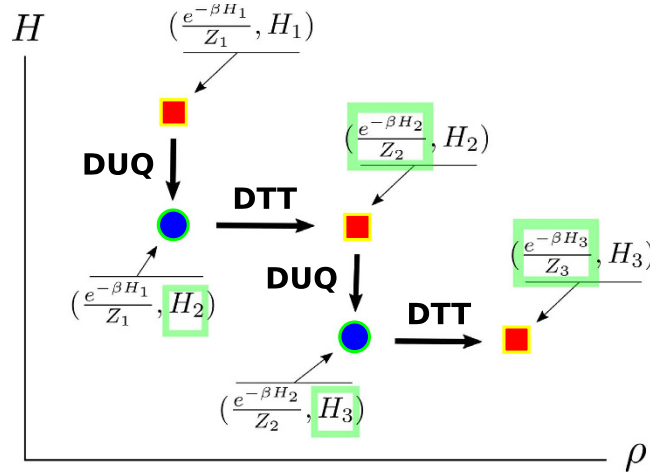 H
(e^{-βH_1}/Z_1, H_1)
DUQ
(e^{-βH_2}/Z_2, H_2)
DTT
(e^{-βH_1}/Z_1, H_2)
DUQ
(e^{-βH_3}/Z_3, H_3)
DTT
(e^{-βH_2}/Z_2, H_3)
ρ